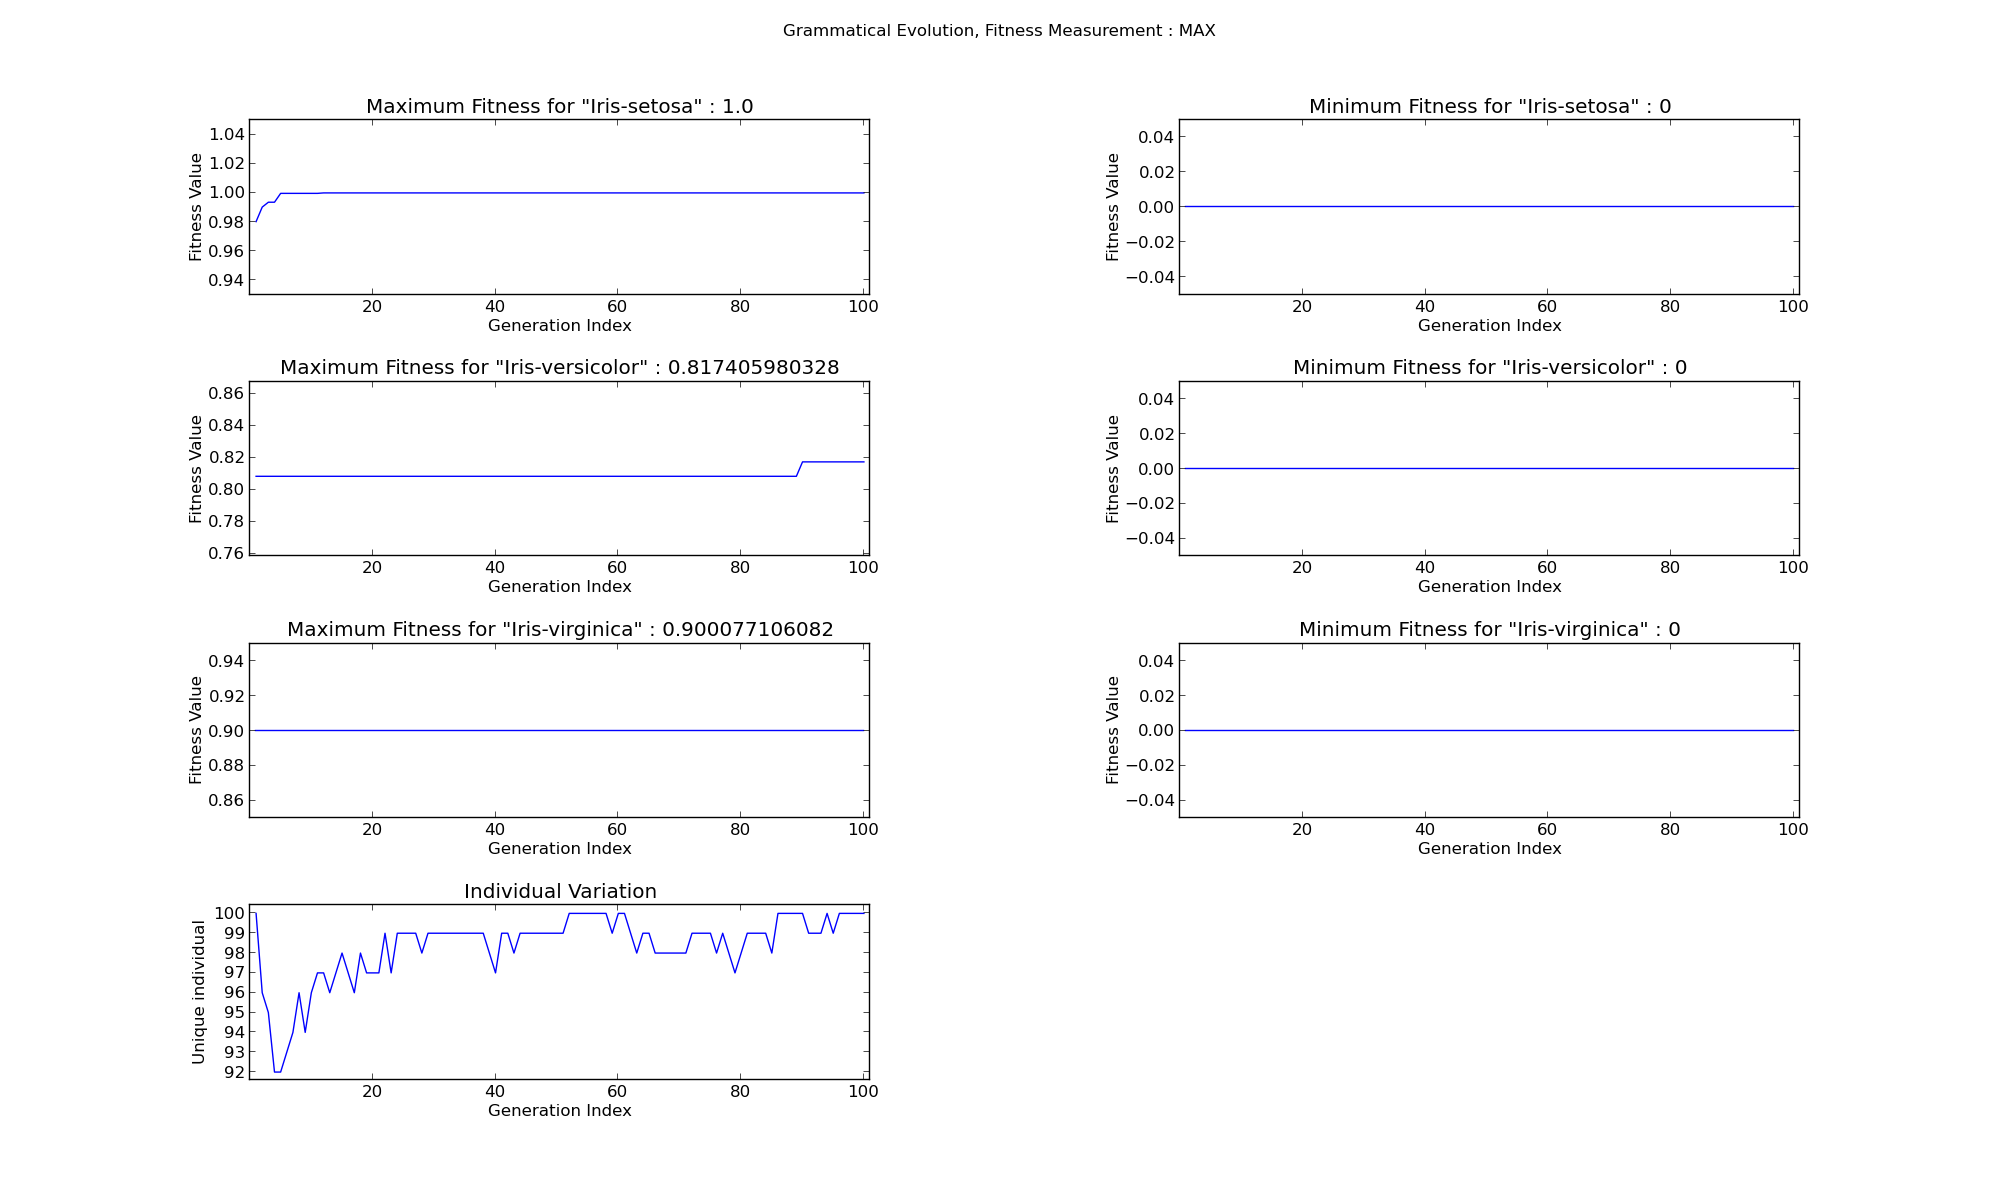 Grammatical Evolution, Fitness Measurement : MAX
Maximum Fitness for "Iris-setosa" : 1.0
1.04
1.02
1.00
0.98
0.96
0.94
Fitness Value
20 40 60 80 100
Generation Index
Minimum Fitness for "Iris-setosa" : 0
0.04
0.02
0.00
−0.02
−0.04
Fitness Value
20 40 60 80 100
Generation Index
Maximum Fitness for "Iris-versicolor" : 0.817405980328
0.86
0.84
0.82
0.80
0.78
0.76
Fitness Value
20 40 60 80 100
Generation Index
Minimum Fitness for "Iris-versicolor" : 0
0.04
0.02
0.00
−0.02
−0.04
Fitness Value
20 40 60 80 100
Generation Index
Maximum Fitness for "Iris-virginica" : 0.900077106082
0.94
0.92
0.90
0.88
0.86
Fitness Value
20 40 60 80 100
Generation Index
Minimum Fitness for "Iris-virginica" : 0
0.04
0.02
0.00
−0.02
−0.04
Fitness Value
20 40 60 80 100
Generation Index
Individual Variation
100
99
98
97
96
95
94
93
92
Unique individual
20 40 60 80 100
Generation Index